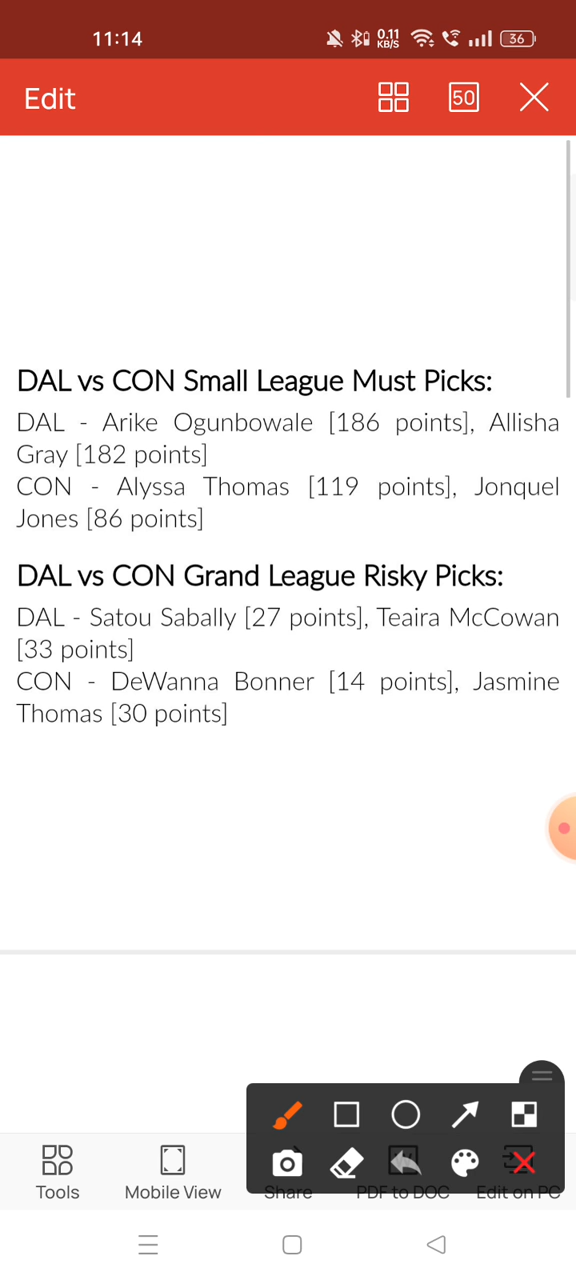 11:14
0.11
KB/S
36
Edit
50
DAL vs CON Small League Must Picks:
DAL - Arike Ogunbowale [186 points], Allisha
Gray [182 points]
CON - Alyssa Thomas [119 points], Jonquel
Jones [86 points]
DAL vs CON Grand League Risky Picks:
DAL - Satou Sabally [27 points], Teaira McCowan
[33 points]
CON - DeWanna Bonner [14 points], Jasmine
Thomas [30 points]
Tools
Mobile View
Share
PDF to DOC
Edit on PC